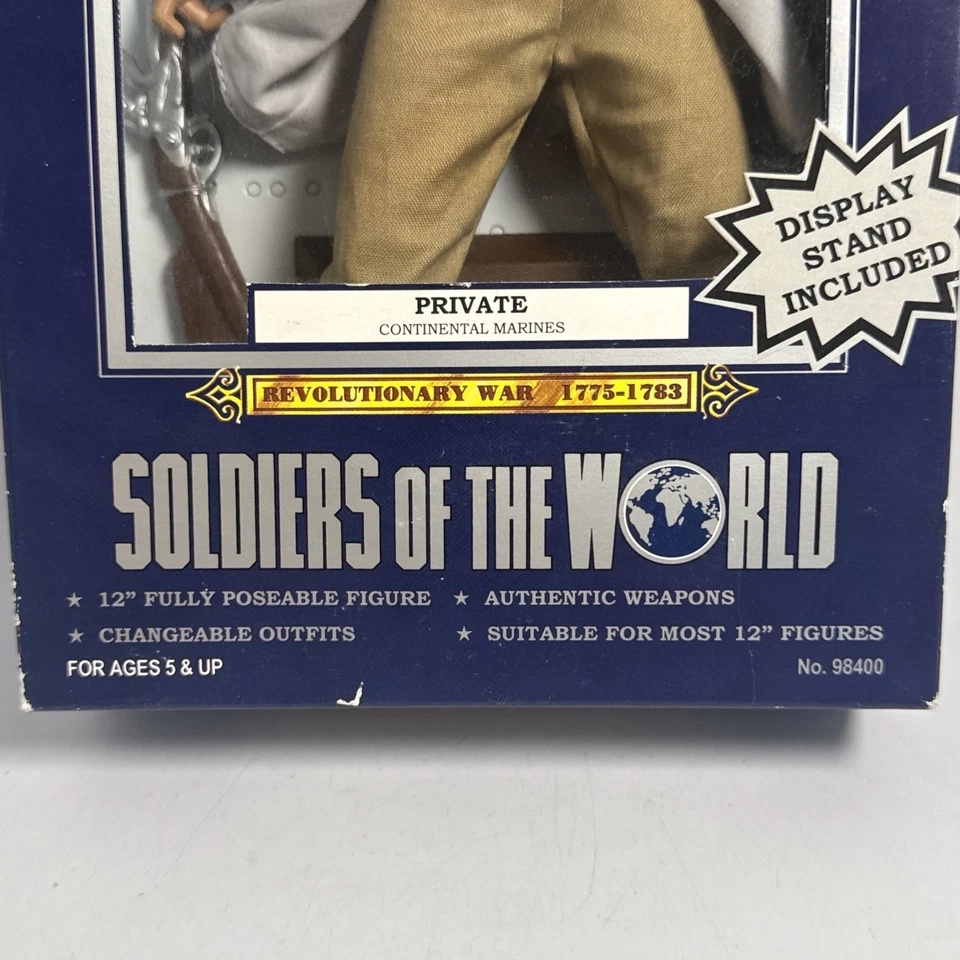 DISPLAY
STAND
INCLUDED
PRIVATE
CONTINENTAL MARINES
REVOLUTIONARY WAR 1775-1783
SOLDIERS OF THE WORLD
★ 12” FULLY POSEABLE FIGURE ★ AUTHENTIC WEAPONS
★ CHANGEABLE OUTFITS ★ SUITABLE FOR MOST 12” FIGURES
FOR AGES 5 & UP No. 98400